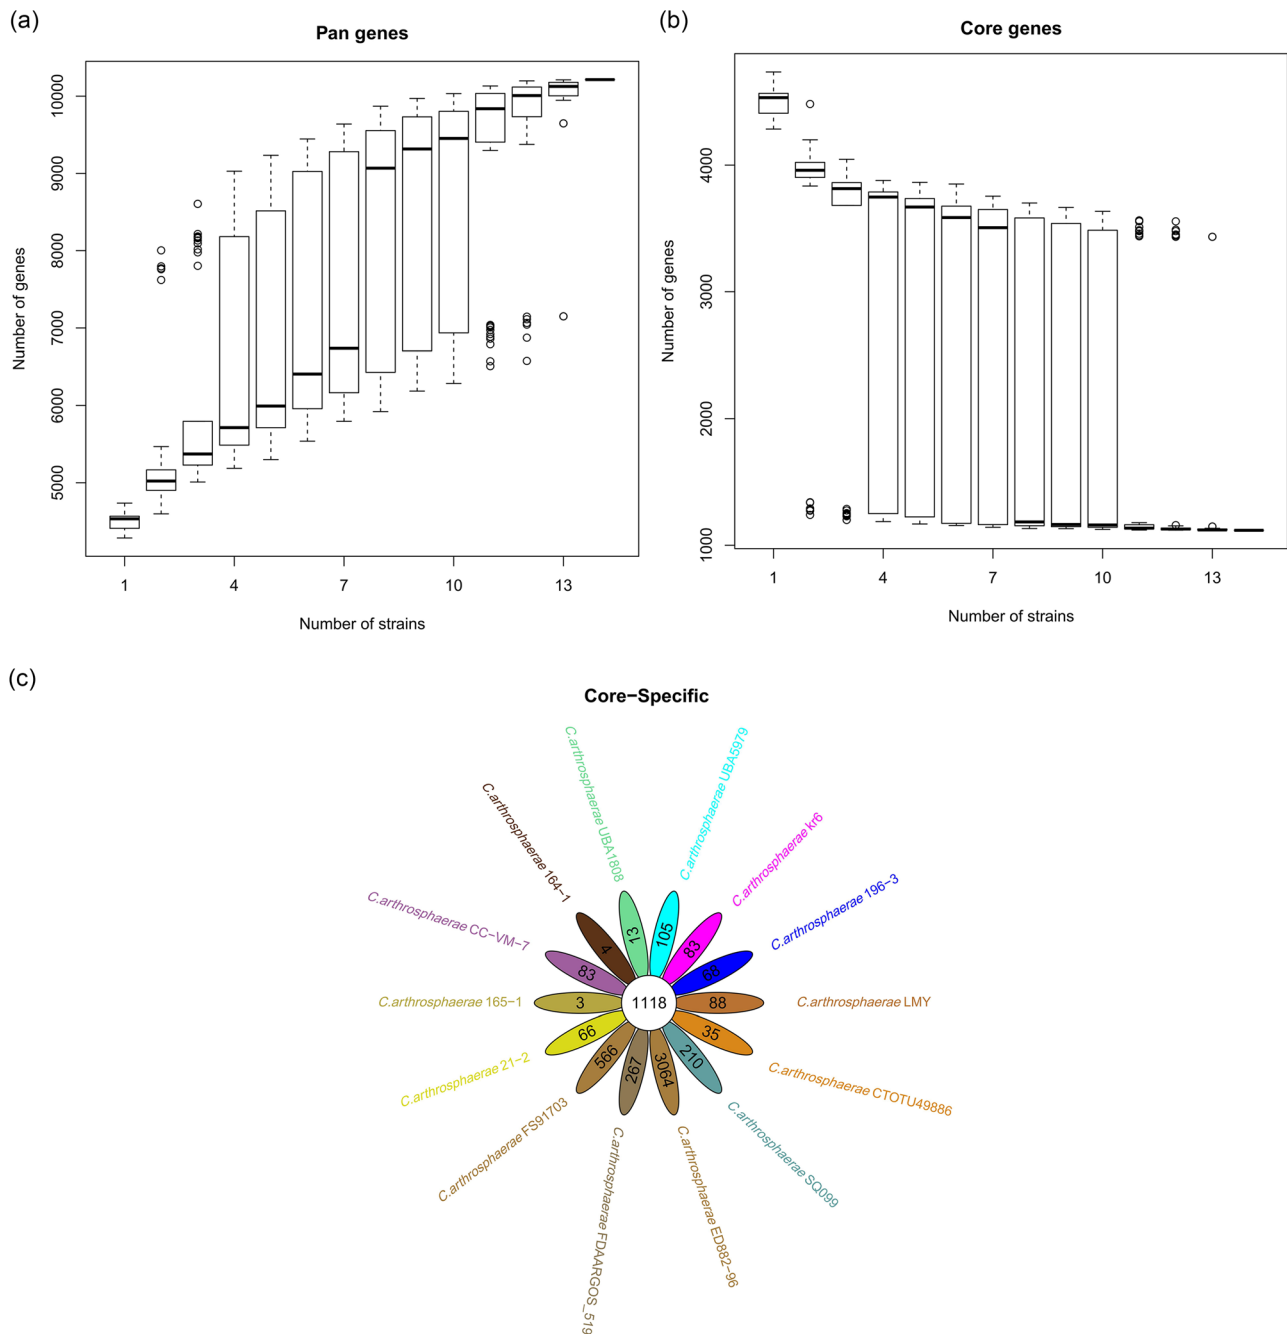 (a)
Pan genes
Number of genes
10000
9000
8000
7000
6000
5000
1
4
7
10
13
Number of strains
(b)
Core genes
Number of genes
4000
3000
2000
1000
1
4
7
10
13
Number of strains
(c)
Core−Specific
C.arthrosphaerae UBA1808
C.arthrosphaerae UBA5979
C.arthrosphaerae 164−1
C.arthrosphaerae kr6
C.arthrosphaerae CC−VM−7
C.arthrosphaerae 196−3
C.arthrosphaerae 165−1
C.arthrosphaerae LMY
C.arthrosphaerae 21−2
C.arthrosphaerae CTOTU49886
C.arthrosphaerae FS91703
C.arthrosphaerae SQ099
C.arthrosphaerae FDAARGOS_519
C.arthrosphaerae ED882−96
13
105
4
83
83
68
3
1118
88
66
35
566
210
267
3064